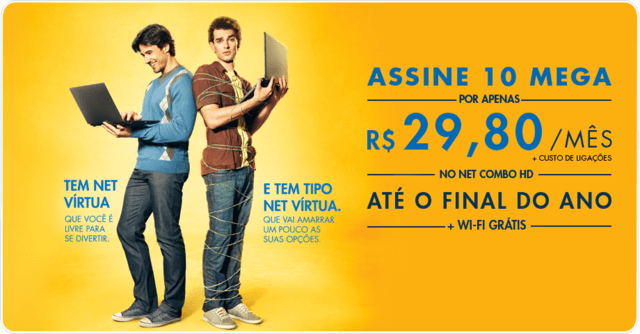 TEM NET
VÍRTUA
QUE VOCÊ É
LIVRE PARA
SE DIVERTIR.
E TEM TIPO
NET VÍRTUA.
QUE VAI AMARRAR
UM POUCO AS
SUAS OPÇÕES.
ASSINE 10 MEGA
POR APENAS
R$ 29,80 /MÊS
+ CUSTO DE LIGAÇÕES
NO NET COMBO HD
ATÉ O FINAL DO ANO
+ WI-FI GRÁTIS